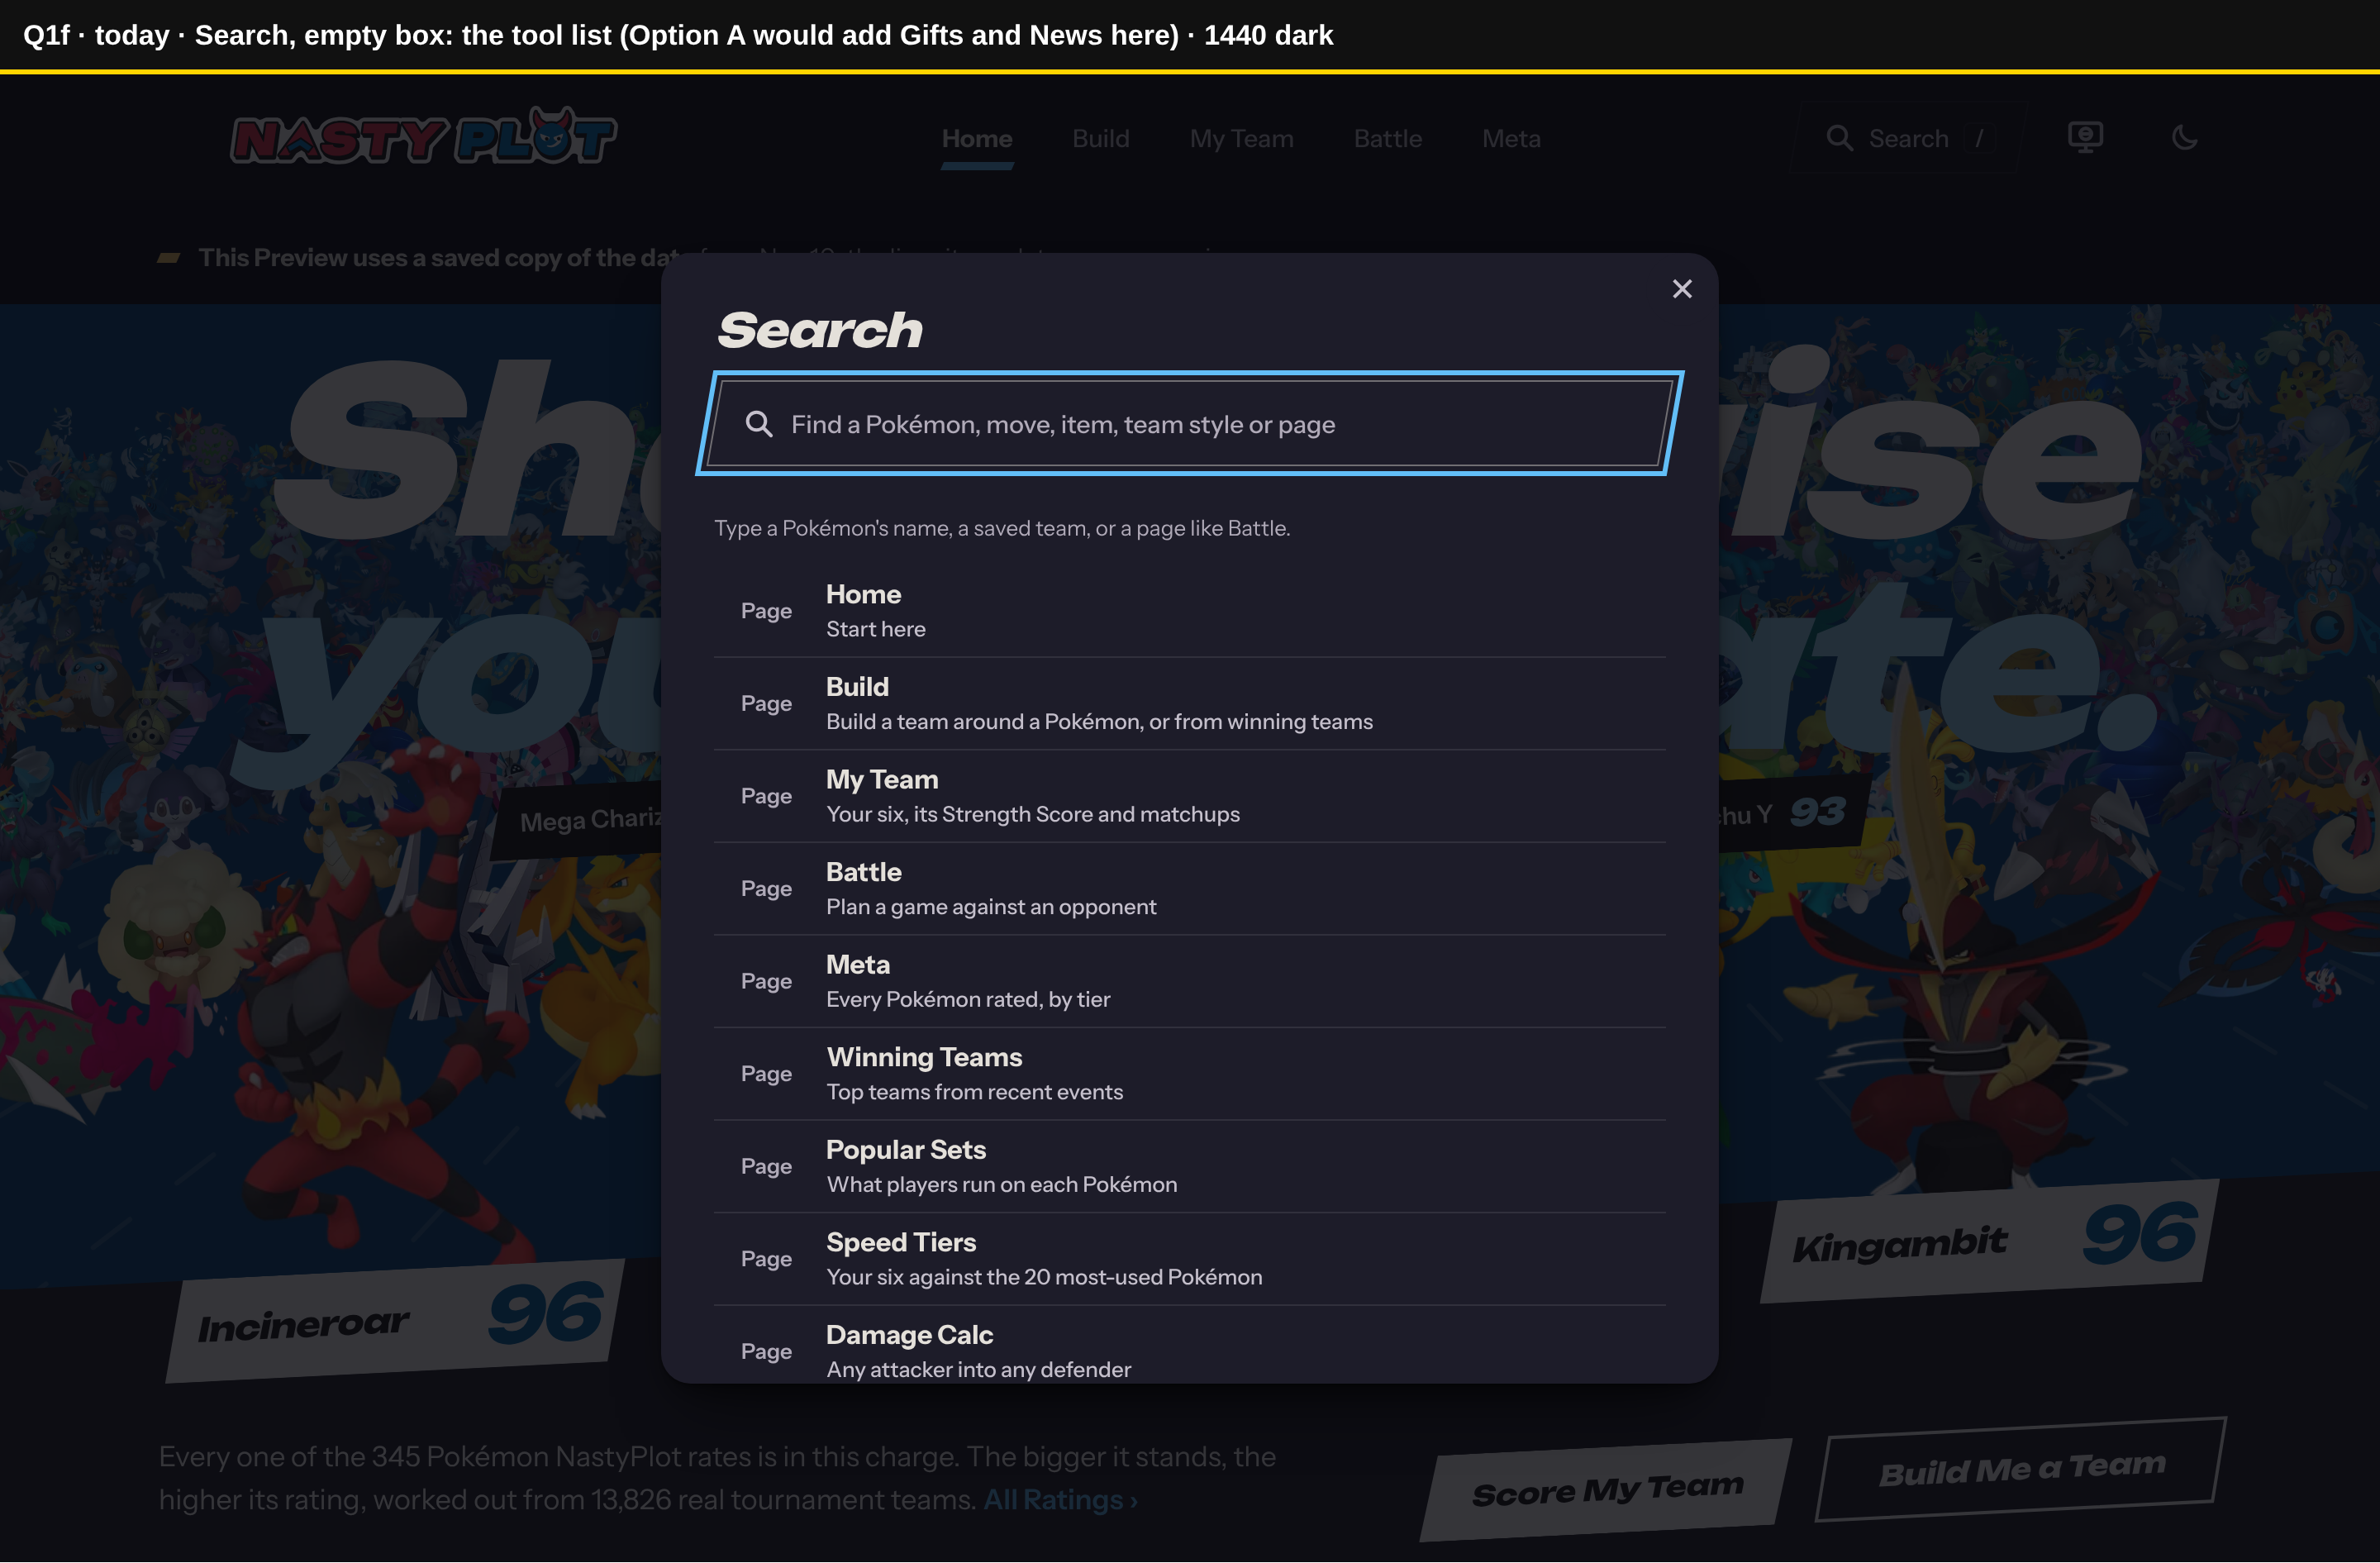 Q1f · today · Search, empty box: the tool list (Option A would add Gifts and News here) · 1440 dark
NASTY PLOT
Home
Build
My Team
Battle
Meta
Search /
This Preview uses a saved copy of the dat
Search
Find a Pokémon, move, item, team style or page
Type a Pokémon's name, a saved team, or a page like Battle.
Page
Home
Start here
Page
Build
Build a team around a Pokémon, or from winning teams
Page
My Team
Your six, its Strength Score and matchups
Page
Battle
Plan a game against an opponent
Page
Meta
Every Pokémon rated, by tier
Page
Winning Teams
Top teams from recent events
Page
Popular Sets
What players run on each Pokémon
Page
Speed Tiers
Your six against the 20 most-used Pokémon
Page
Damage Calc
Any attacker into any defender
Sh
ise
you
ate.
Mega Chariz
chu Y 93
Incineroar 96
Kingambit 96
Every one of the 345 Pokémon NastyPlot rates is in this charge. The bigger it stands, the
higher its rating, worked out from 13,826 real tournament teams. All Ratings ›
Score My Team
Build Me a Team